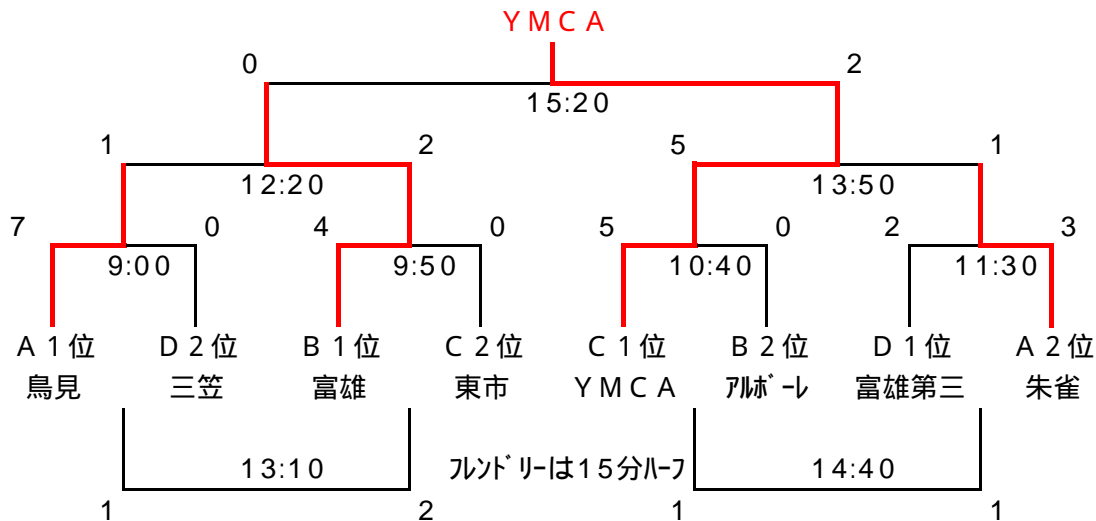 YMCA
0 2
15:20
1 2 5 1
12:20 13:50
7 0 4 0 5 0 2 3
9:00 9:50 10:40 11:30
A1位 D2位 B1位 C2位 C1位 B2位 D1位 A2位
鳥見 三笠 富雄 東市 YMCA ｱﾙﾎﾞｰﾚ 富雄第三 朱雀
13:10 ﾌﾚﾝﾄﾞﾘｰは15分ﾊｰﾌ 14:40
1 2 1 1